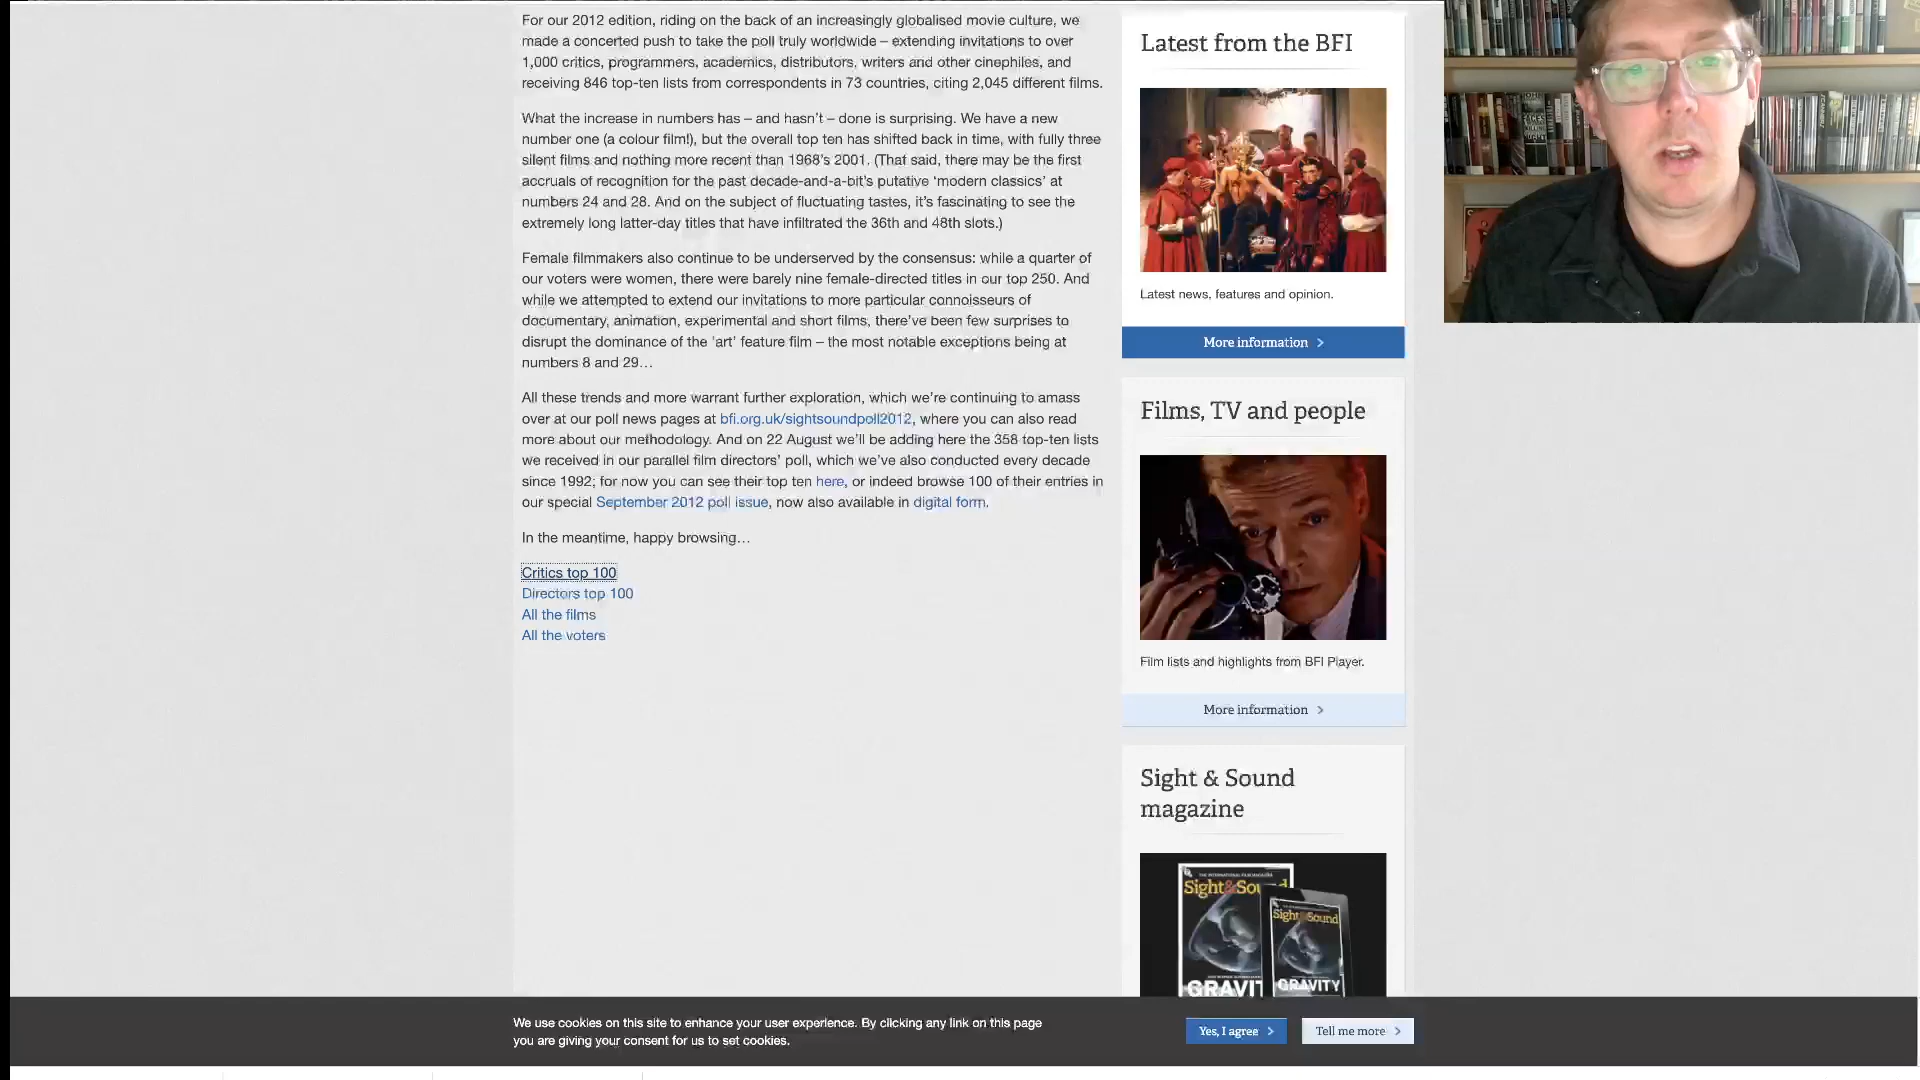 For our 2012 edition, riding on the back of an increasingly globalised movie culture, we
made a concerted push to take the poll truly worldwide – extending invitations to over
1,000 critics, programmers, academics, distributors, writers and other cinephiles, and
receiving 846 top-ten lists from correspondents in 73 countries, citing 2,045 different films.
What the increase in numbers has – and hasn't – done is surprising. We have a new
number one (a colour film!), but the overall top ten has shifted back in time, with fully three
silent films and nothing more recent than 1968's 2001. (That said, there may be the first
accruals of recognition for the past decade-and-a-bit's putative 'modern classics' at
numbers 24 and 28. And on the subject of fluctuating tastes, it's fascinating to see the
extremely long latter-day titles that have infiltrated the 36th and 48th slots.)
Female filmmakers also continue to be underserved by the consensus: while a quarter of
our voters were women, there were barely nine female-directed titles in our top 250. And
while we attempted to extend our invitations to more particular connoisseurs of
documentary, animation, experimental and short films, there've been few surprises to
disrupt the dominance of the 'art' feature film – the most notable exceptions being at
numbers 8 and 29…
All these trends and more warrant further exploration, which we're continuing to amass
over at our poll news pages at bfi.org.uk/sightsoundpoll2012, where you can also read
more about our methodology. And on 22 August we'll be adding here the 358 top-ten lists
we received in our parallel film directors' poll, which we've also conducted every decade
since 1992; for now you can see their top ten here, or indeed browse 100 of their entries in
our special September 2012 poll issue, now also available in digital form.
In the meantime, happy browsing…
Critics top 100
Directors top 100
All the films
All the voters
Latest from the BFI
Latest news, features and opinion.
More information >
Films, TV and people
Film lists and highlights from BFI Player.
More information >
Sight & Sound
magazine
Sight & Sound
Sight & Sound
GRAVIT
GRAVITY
We use cookies on this site to enhance your user experience. By clicking any link on this page
you are giving your consent for us to set cookies.
Yes, I agree >
Tell me more >